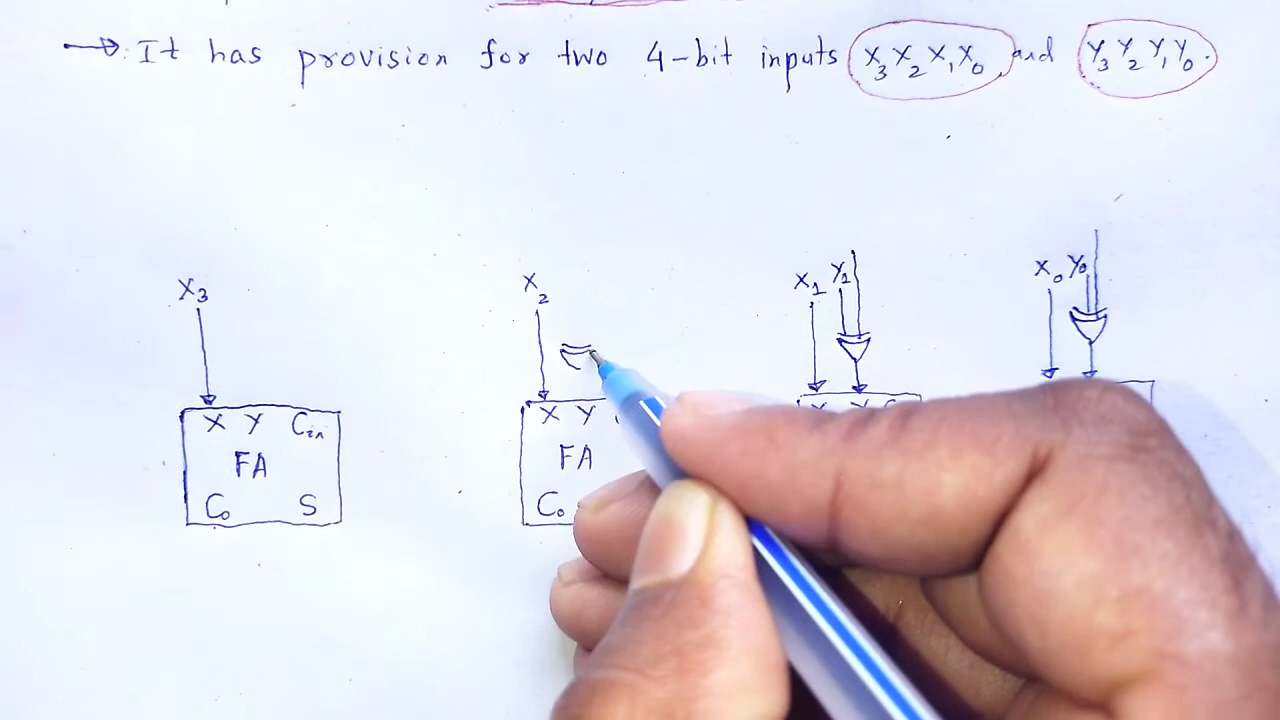 → It has provision for two 4-bit inputs X₃X₂X₁X₀ and Y₃Y₂Y₁Y₀.
X₃ X₂ X₁ Y₁ X₀ Y₀
X Y Cᵢₙ X Y
FA FA
C₀ S C₀